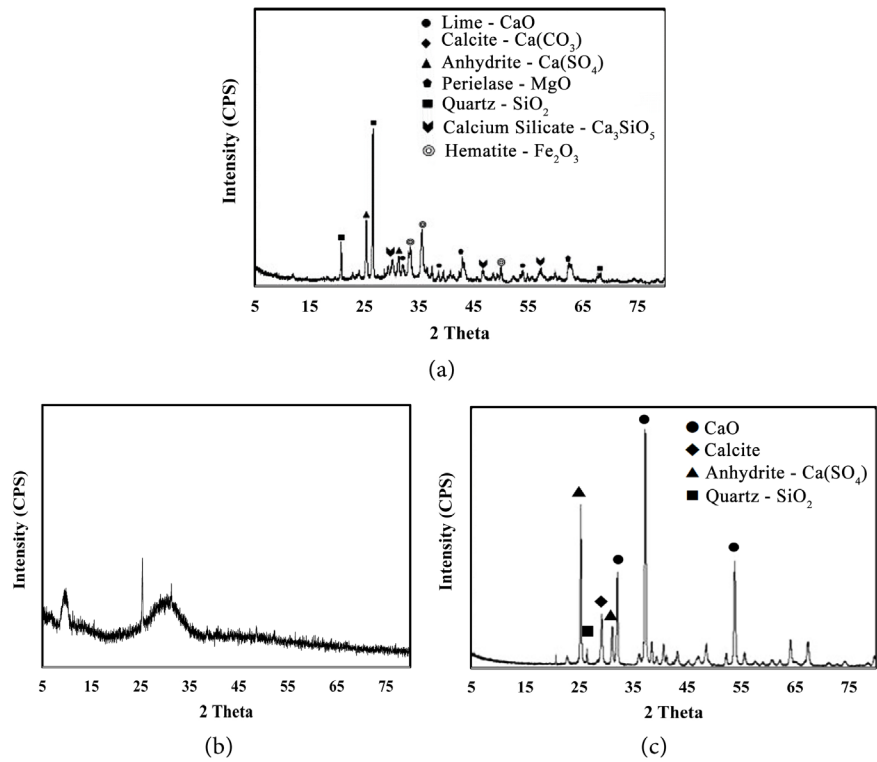 Lime - CaO
Calcite - Ca(CO₃)
Anhydrite - Ca(SO₄)
Perielase - MgO
Quartz - SiO₂
Calcium Silicate - Ca₃SiO₅
Hematite - Fe₂O₃
Intensity (CPS)
5 15 25 35 45 55 65 75
2 Theta
(a)
Intensity (CPS)
5 15 25 35 45 55 65 75
2 Theta
(b)
CaO
Calcite
Anhydrite - Ca(SO₄)
Quartz - SiO₂
Intensity (CPS)
5 15 25 35 45 55 65 75
2 Theta
(c)